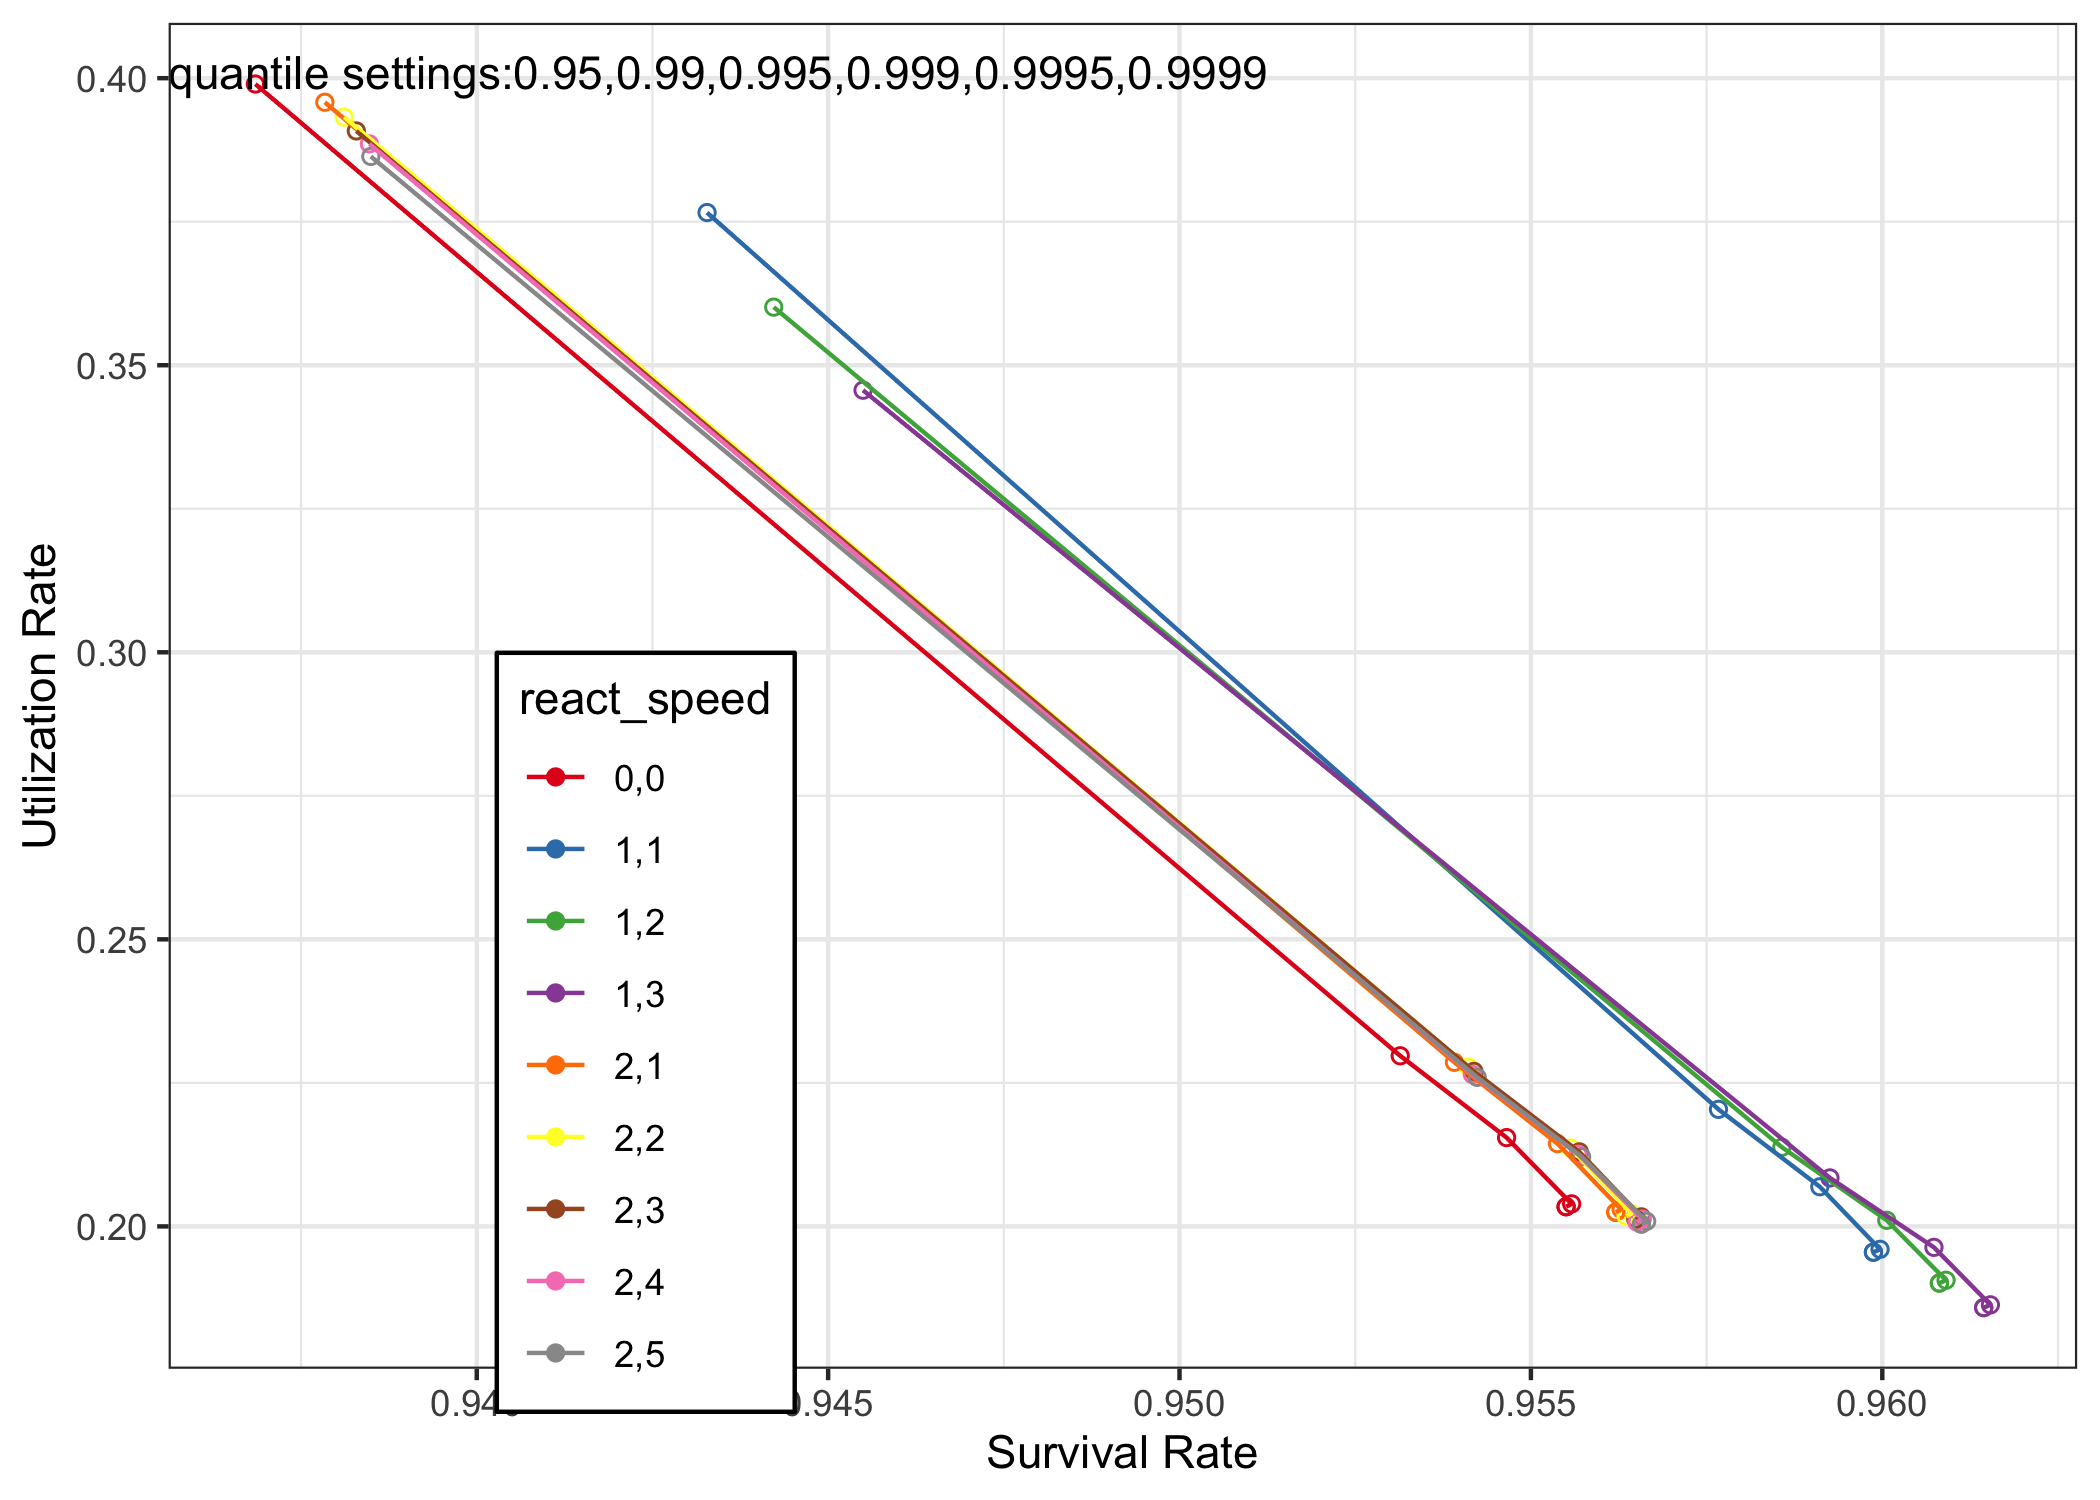 quantile settings:0.95,0.99,0.995,0.999,0.9995,0.9999
0.40
0.35
0.30
0.25
0.20
Utilization Rate
react_speed
0,0
1,1
1,2
1,3
2,1
2,2
2,3
2,4
2,5
0.945 0.950 0.955 0.960
Survival Rate